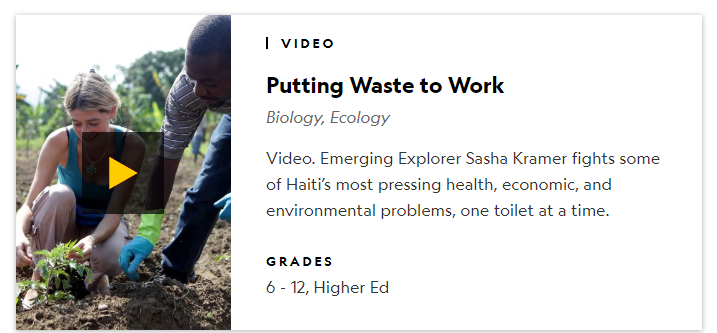 VIDEO
Putting Waste to Work
Biology, Ecology
Video. Emerging Explorer Sasha Kramer fights some
of Haiti’s most pressing health, economic, and
environmental problems, one toilet at a time.
GRADES
6 - 12, Higher Ed